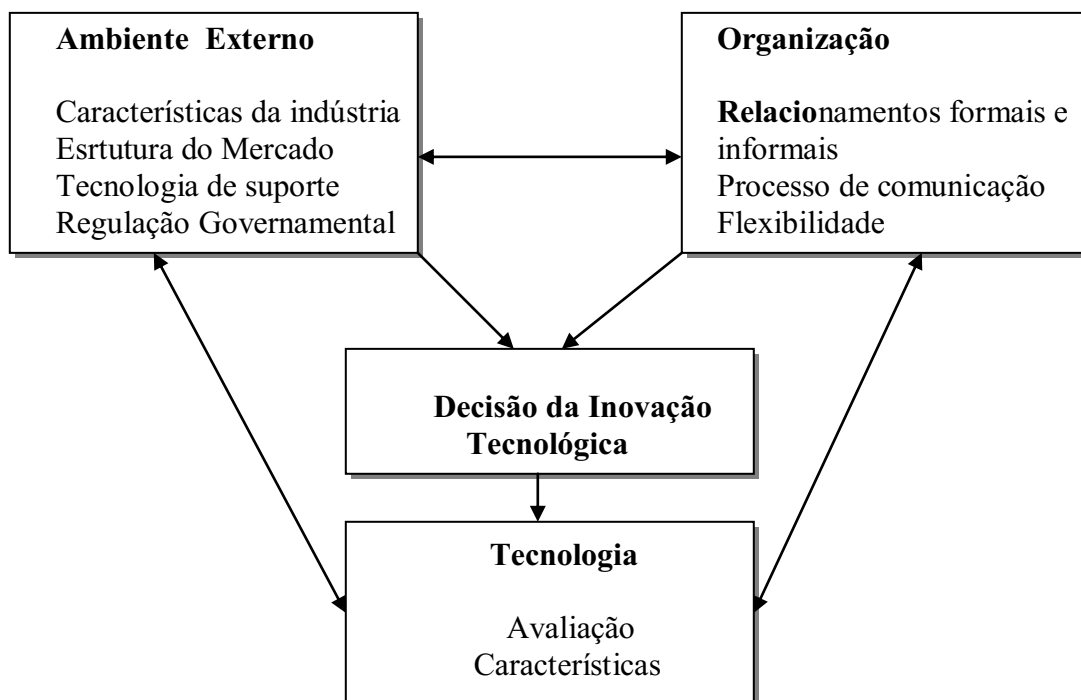 Ambiente Externo
Características da indústria
Esrtutura do Mercado
Tecnologia de suporte
Regulação Governamental
Organização
Relacionamentos formais e
informais
Processo de comunicação
Flexibilidade
Decisão da Inovação
Tecnológica
Tecnologia
Avaliação
Características